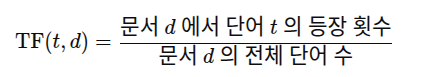 TF(t, d) = 문서 d 에서 단어 t 의 등장 횟수 / 문서 d 의 전체 단어 수